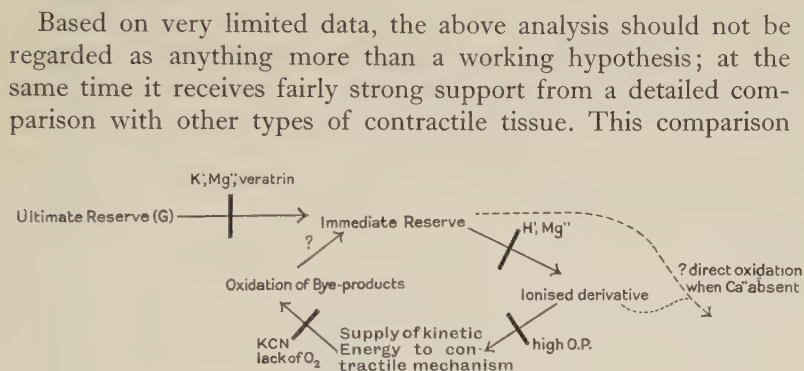 Based on very limited data, the above analysis should not be
regarded as anything more than a working hypothesis; at the
same time it receives fairly strong support from a detailed com-
parison with other types of contractile tissue. This comparison
K˙, Mg¨, veratrin
Ultimate Reserve (G)
Immediate Reserve
H˙, Mg¨
?
? direct oxidation
when Ca¨ absent
Oxidation of Bye-products
Ionised derivative
KCN
lack of O₂
Supply of kinetic
Energy to con-
tractile mechanism
high O.P.